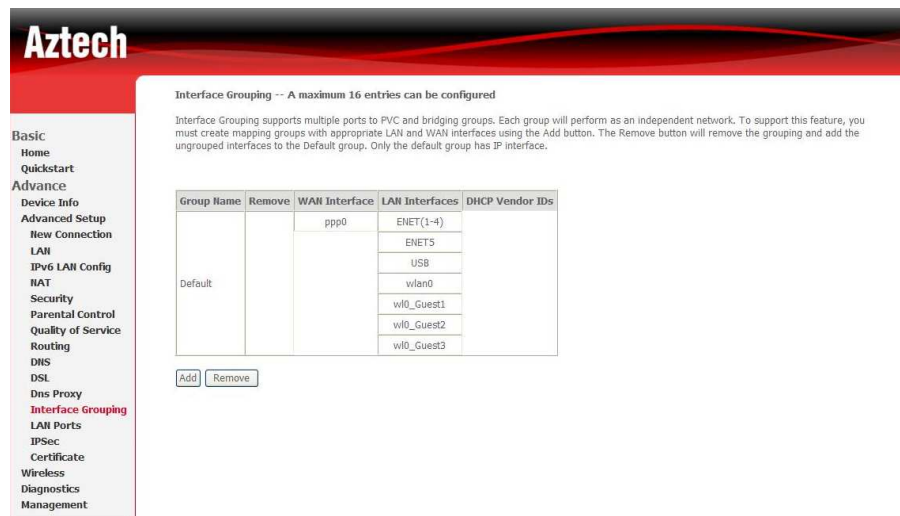 Aztech
Basic
Home
Quickstart
Advance
Device Info
Advanced Setup
New Connection
LAN
IPv6 LAN Config
NAT
Security
Parental Control
Quality of Service
Routing
DNS
DSL
Dns Proxy
Interface Grouping
LAN Ports
IPSec
Certificate
Wireless
Diagnostics
Management
Interface Grouping -- A maximum 16 entries can be configured
Interface Grouping supports multiple ports to PVC and bridging groups. Each group will perform as an independent network. To support this feature, you
must create mapping groups with appropriate LAN and WAN interfaces using the Add button. The Remove button will remove the grouping and add the
ungrouped interfaces to the Default group. Only the default group has IP interface.
Group Name Remove WAN Interface LAN Interfaces DHCP Vendor IDs
ppp0 ENET(1-4)
ENET5
USB
Default wlan0
wl0_Guest1
wl0_Guest2
wl0_Guest3
Add Remove